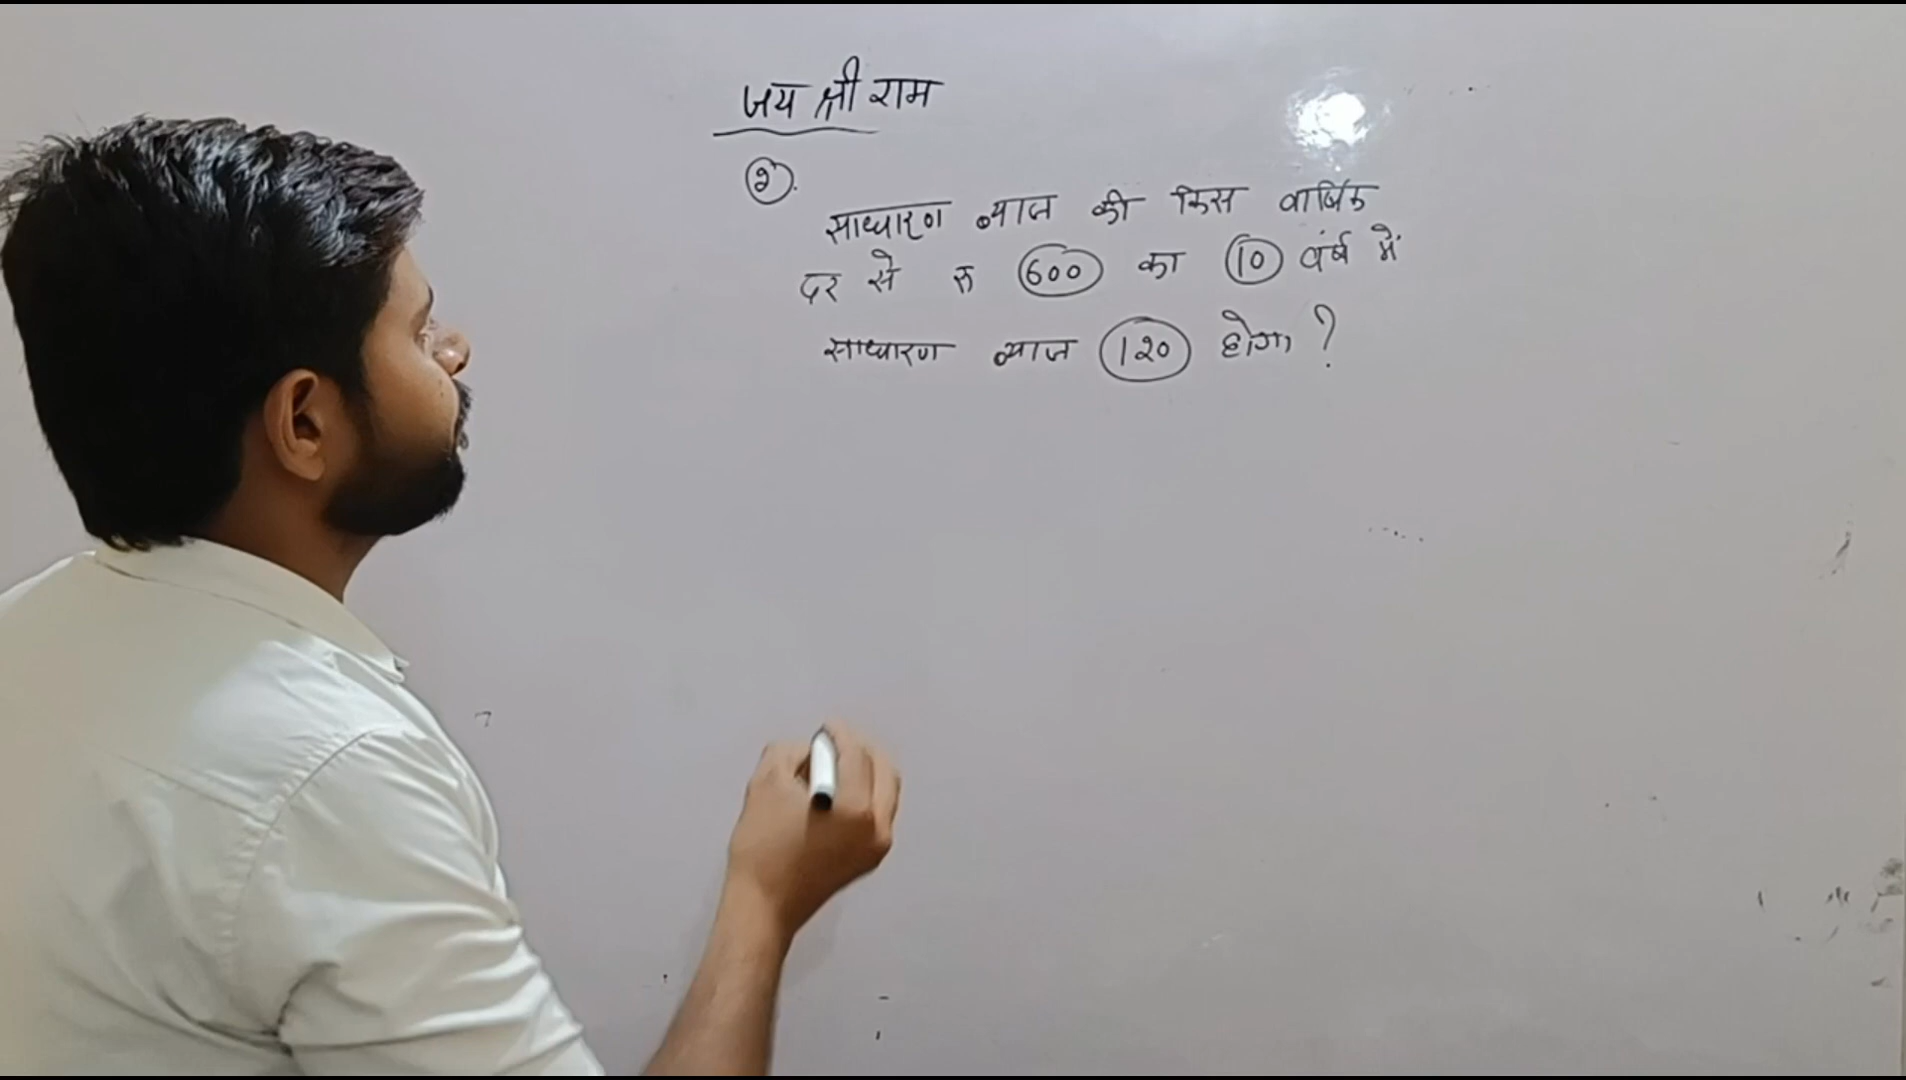 जय श्री राम
2.
साधारण ब्याज की किस वार्षिक
दर से रु 600 का 10 वर्ष में
साधारण ब्याज 120 होगा ?